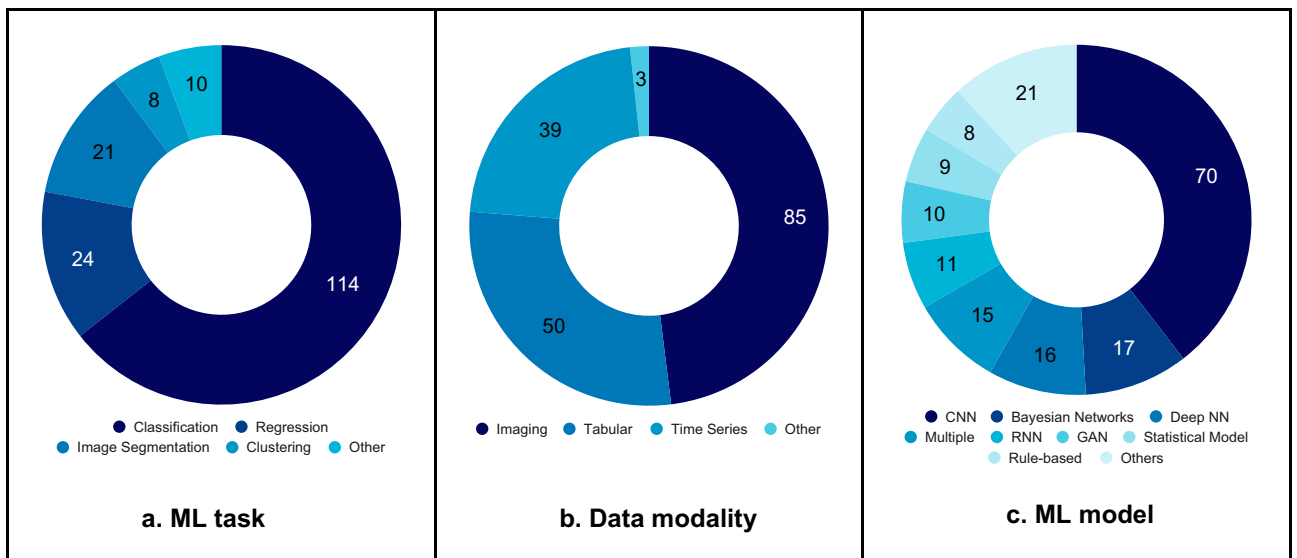 10
8
21
24
114
Classification Regression
Image Segmentation Clustering Other
a. ML task
3
39
85
50
Imaging Tabular Time Series Other
b. Data modality
21
8
9
70
10
11
15
16
17
CNN Bayesian Networks Deep NN
Multiple RNN GAN Statistical Model
Rule-based Others
c. ML model